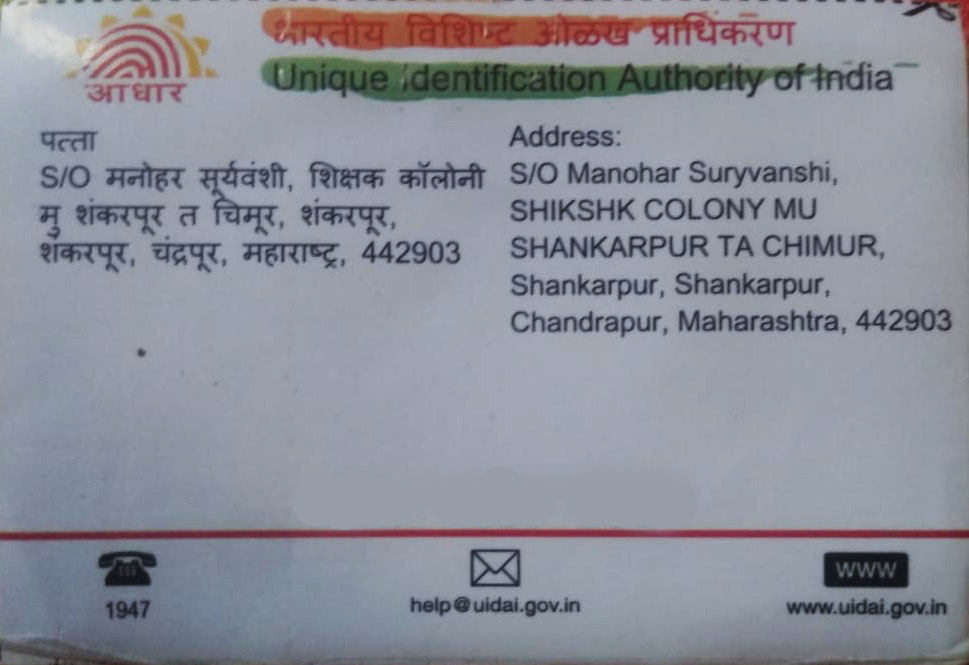 भारतीय विशिष्ट ओळख प्राधिकरण
Unique Identification Authority of India
आधार
पत्ता
S/O मनोहर सूर्यवंशी, शिक्षक कॉलोनी
मु शंकरपूर त चिमूर, शंकरपूर,
शंकरपूर, चंद्रपूर, महाराष्ट्र, 442903
Address:
S/O Manohar Suryvanshi,
SHIKSHK COLONY MU
SHANKARPUR TA CHIMUR,
Shankarpur, Shankarpur,
Chandrapur, Maharashtra, 442903
1947
help@uidai.gov.in
www
www.uidai.gov.in